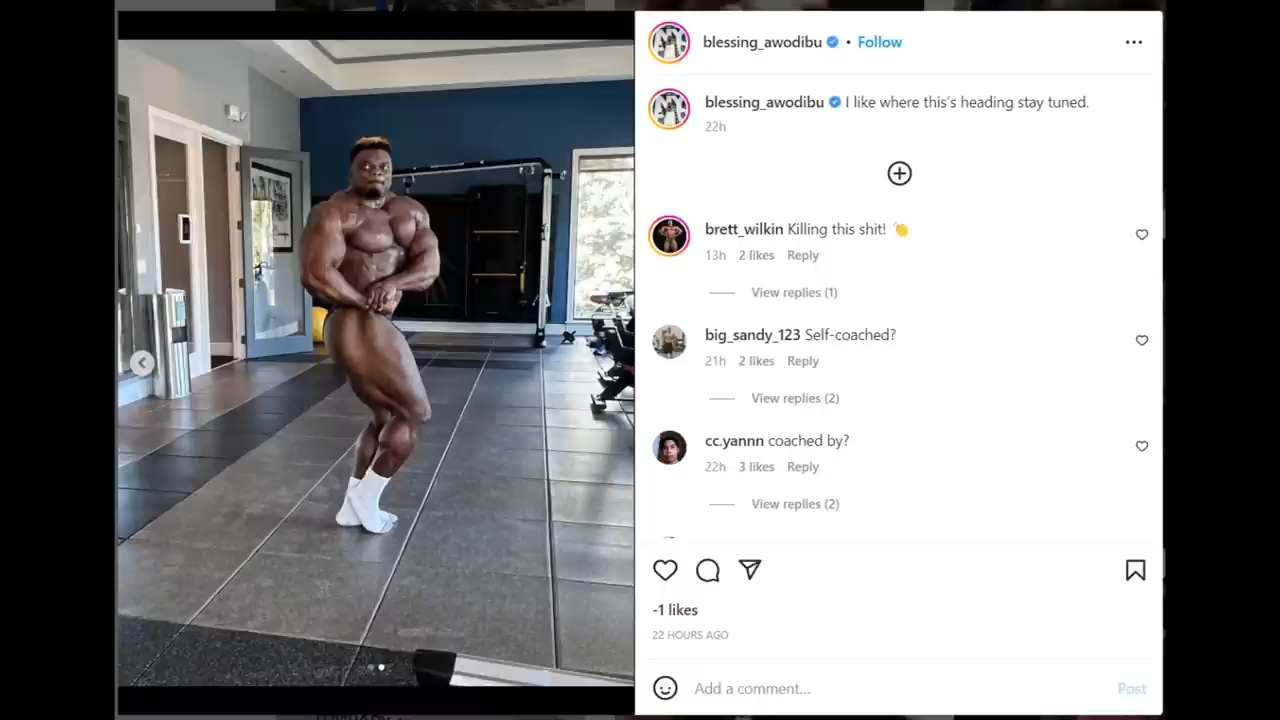 blessing_awodibu • Follow
blessing_awodibu I like where this's heading stay tuned.
22h
brett_wilkin Killing this shit! 👏
13h 2 likes Reply
View replies (1)
big_sandy_123 Self-coached?
21h 2 likes Reply
View replies (2)
cc.yannn coached by?
22h 3 likes Reply
View replies (2)
-1 likes
22 HOURS AGO
Add a comment...
Post